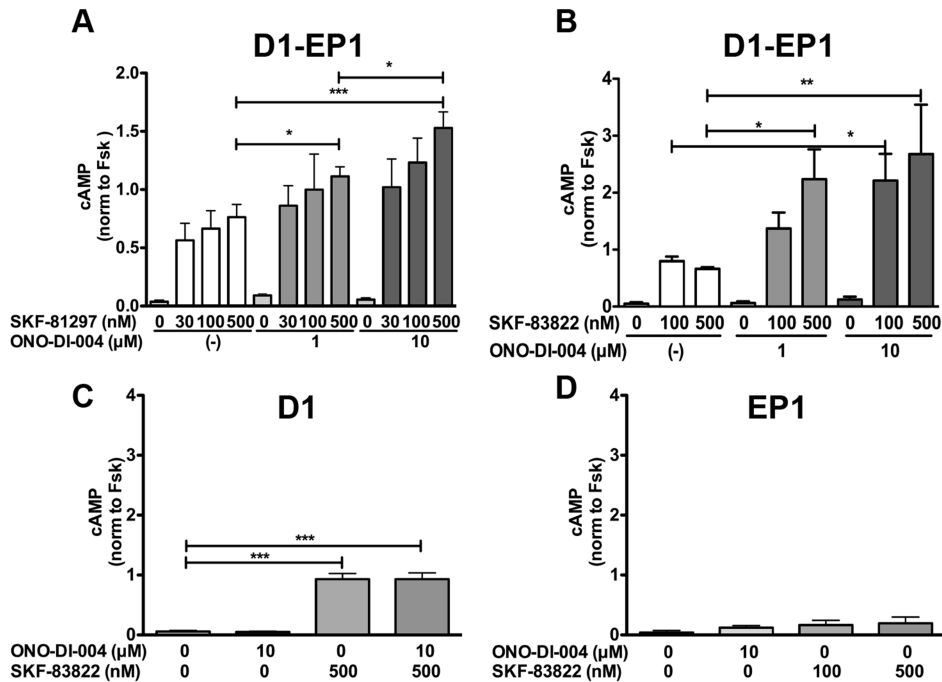 A
D1-EP1
2.0
1.5
1.0
0.5
0.0
cAMP
(norm to Fsk)
*
***
*
SKF-81297 (nM) 0 30 100 500 0 30 100 500 0 30 100 500
ONO-DI-004 (µM) (-) 1 10
B
D1-EP1
4
3
2
1
0
cAMP
(norm to Fsk)
**
*
*
SKF-83822 (nM) 0 100 500 0 100 500 0 100 500
ONO-DI-004 (µM) (-) 1 10
C
D1
4
3
2
1
0
cAMP
(norm to Fsk)
***
***
ONO-DI-004 (µM) 0 10 0 10
SKF-83822 (nM) 0 0 500 500
D
EP1
4
3
2
1
0
cAMP
(norm to Fsk)
ONO-DI-004 (µM) 0 10 0 0
SKF-83822 (nM) 0 0 100 500